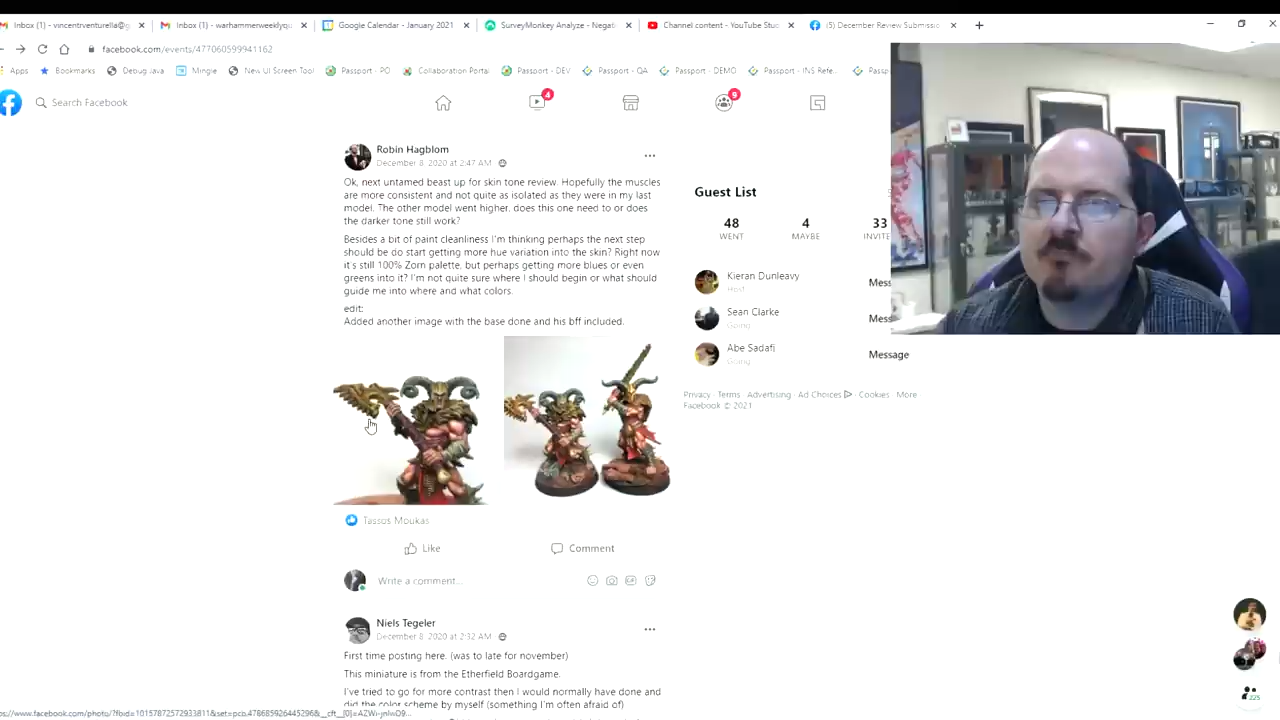 Inbox (1) - vincentrventurella@g
Inbox (1) - warhammerweeklyqu
Google Calendar - January 2021
SurveyMonkey Analyze - Negat
Channel content - YouTube Stu
(5) December Review Submissio
facebook.com/events/477060599941162
Apps
Bookmarks
Debug Java
Mingle
New UI Screen Tool
Passport - PO
Collaboration Portal
Passport - DEV
Passport - QA
Passport - DEMO
Passport - INS Refe...
Passp
Search Facebook
4
9
Robin Hagblom
December 8, 2020 at 2:47 AM
Ok, next untamed beast up for skin tone review. Hopefully the muscles
are more consistent and not quite as isolated as they were in my last
model. The other model went higher, does this one need to or does
the darker tone still work?
Besides a bit of paint cleanliness I'm thinking perhaps the next step
should be do start getting more hue variation into the skin? Right now
it's still 100% Zorn palette, but perhaps getting more blues or even
greens into it? I'm not quite sure where I should begin or what should
guide me into where and what colors.
edit:
Added another image with the base done and his bff included.
Tassos Moukas
Like
Comment
Write a comment...
Niels Tegeler
December 8, 2020 at 2:32 AM
First time posting here. (was to late for november)
This miniature is from the Etherfield Boardgame.
I've tried to go for more contrast then I would normally have done and
did the color scheme by myself (something I'm often afraid of)
Guest List
48
WENT
4
MAYBE
33
INVITE
Kieran Dunleavy
Host
Mess
Sean Clarke
Going
Mess
Abe Sadafi
Going
Message
Privacy · Terms · Advertising · Ad Choices · Cookies · More
Facebook © 2021
225